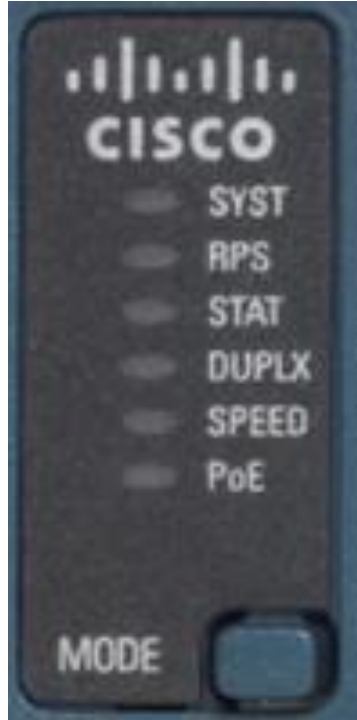 CISCO
SYST
RPS
STAT
DUPLX
SPEED
PoE
MODE